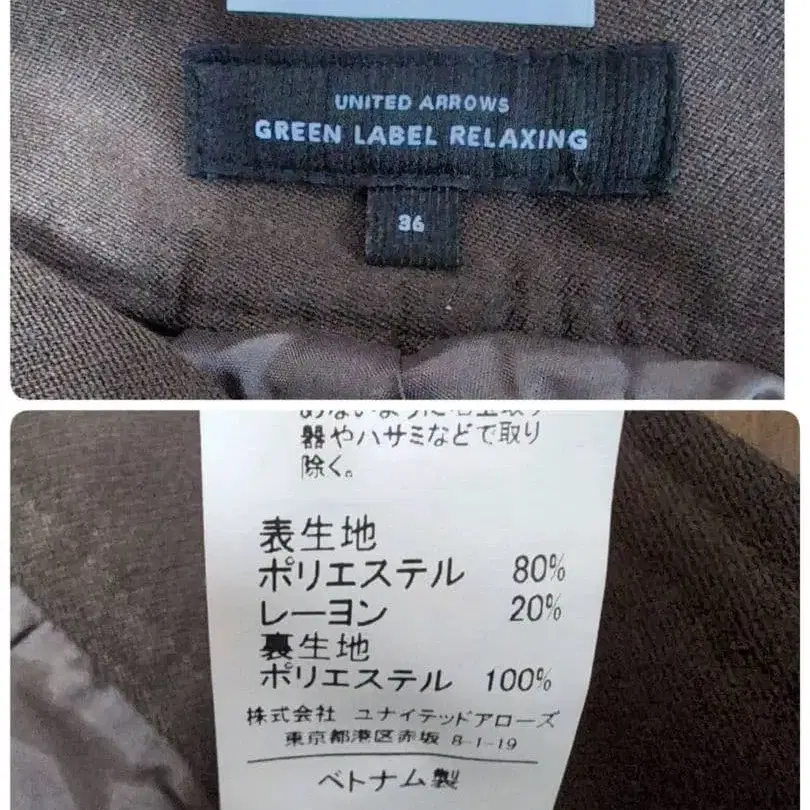 UNITED ARROWS
GREEN LABEL RELAXING
36
器やハサミなどで取り
除く。
表生地
ポリエステル 80%
レーヨン 20%
裏生地
ポリエステル 100%
株式会社 ユナイテッドアローズ
東京都港区赤坂 8-1-19
ベトナム製